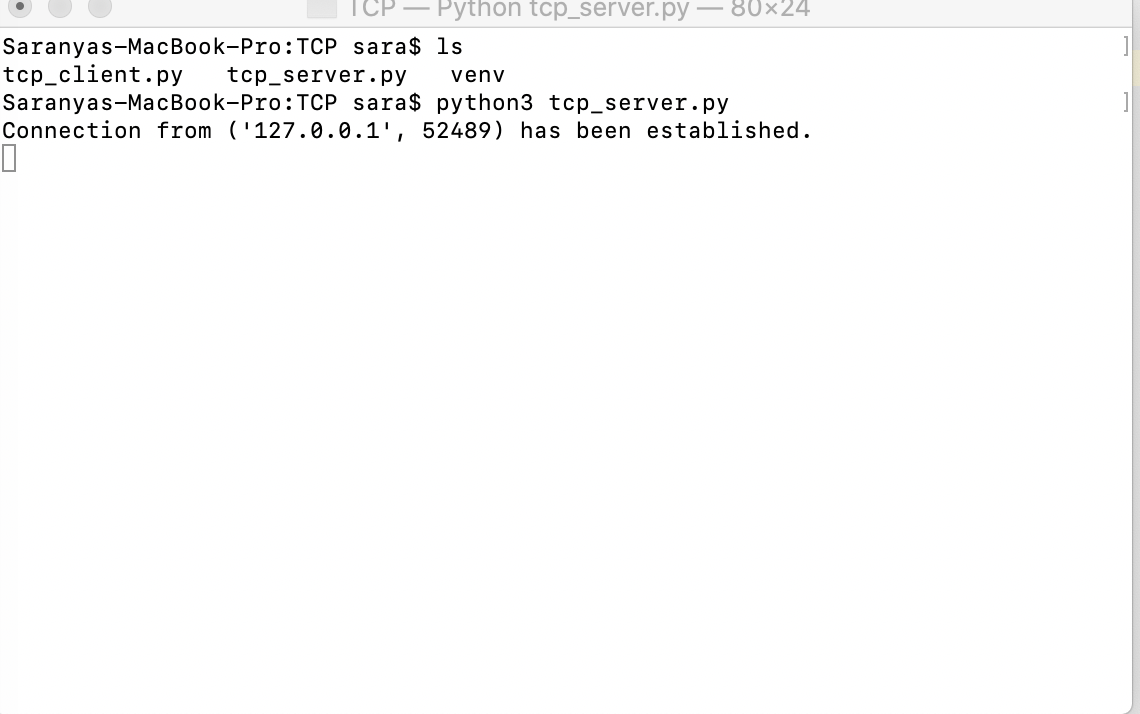 TCP — Python tcp_server.py — 80×24
Saranyas-MacBook-Pro:TCP sara$ ls ]
tcp_client.py tcp_server.py venv
Saranyas-MacBook-Pro:TCP sara$ python3 tcp_server.py ]
Connection from ('127.0.0.1', 52489) has been established.